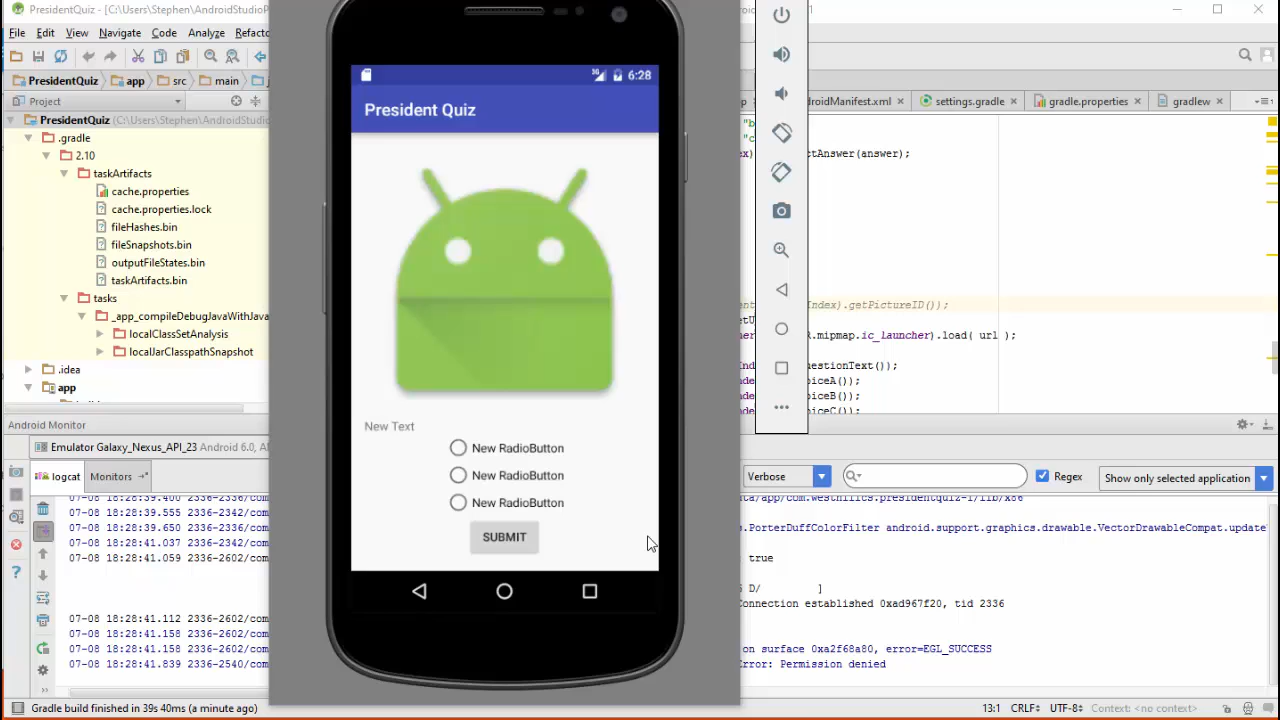 PresidentQuiz - [C:\Users\Stephen\AndroidStudioP
File Edit View Navigate Code Analyze Refacto
PresidentQuiz app src main
Project
droidManifest.xml settings.gradle gradle.properties gradlew
PresidentQuiz (C:\Users\Stephen\AndroidStudio
.gradle
2.10
taskArtifacts
cache.properties
cache.properties.lock
fileHashes.bin
fileSnapshots.bin
outputFileStates.bin
taskArtifacts.bin
tasks
_app_compileDebugJavaWithJava
localClassSetAnalysis
localJarClasspathSnapshot
.idea
app
3G 6:28
President Quiz
New Text
New RadioButton
New RadioButton
New RadioButton
SUBMIT
ectAnswer(answer);
Index).getPictureID());
R.mipmap.ic_launcher).load( url );
estionText());
oiceA());
oiceB());
Android Monitor
Emulator Galaxy_Nexus_API_23 Android 6.0, A
logcat Monitors
Verbose Regex Show only selected application
07-08 18:28:39.400 2336-2336/com
07-08 18:28:39.555 2336-2342/com
07-08 18:28:39.650 2336-2336/com s.PorterDuffColorFilter android.support.graphics.drawable.VectorDrawableCompat.update
07-08 18:28:41.037 2336-2342/com
07-08 18:28:41.059 2336-2602/com true
D/ ]
Connection established 0xad967f20, tid 2336
07-08 18:28:41.112 2336-2602/com
07-08 18:28:41.158 2336-2602/com
07-08 18:28:41.158 2336-2602/com on surface 0xa2f68a80, error=EGL_SUCCESS
07-08 18:28:41.839 2336-2540/com Error: Permission denied
Gradle build finished in 39s 40ms (a minute ago) 13:1 CRLF UTF-8 Context: <no context>